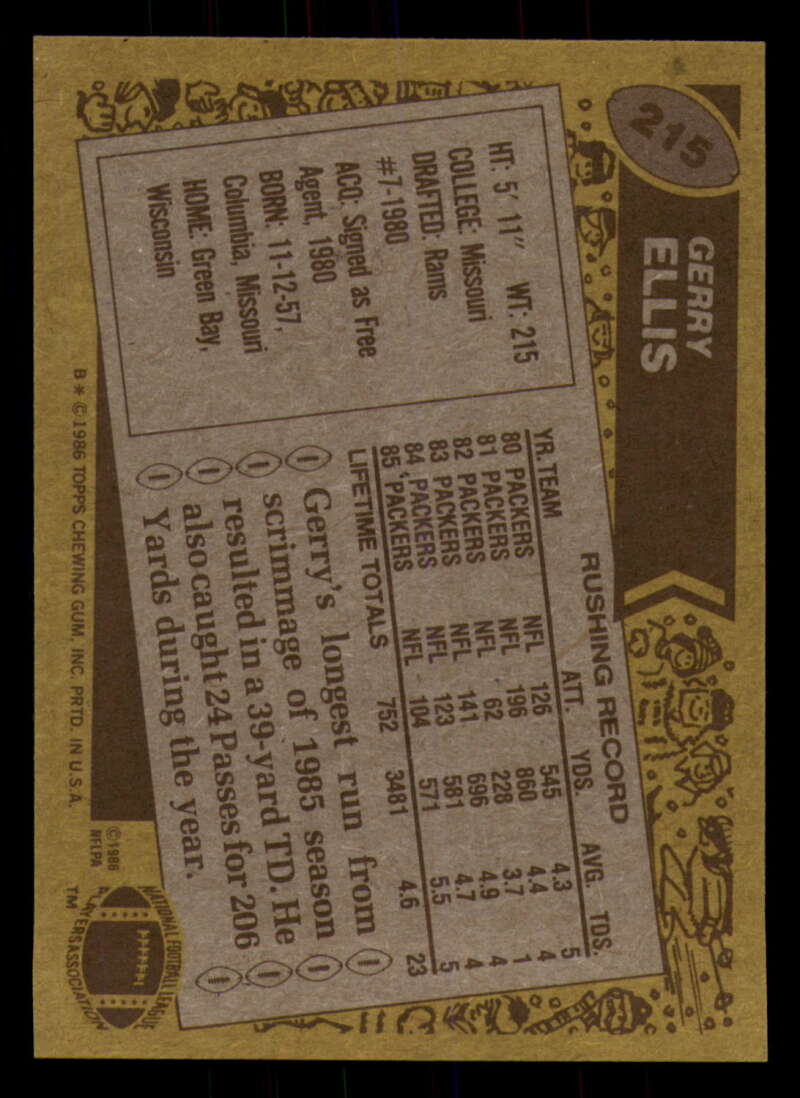 215
GERRY
ELLIS
HT: 5' 11" WT: 215
COLLEGE: Missouri
DRAFTED: Rams
#7-1980
ACQ: Signed as Free
Agent, 1980
BORN: 11-12-57,
Columbia, Missouri
HOME: Green Bay,
Wisconsin
RUSHING RECORD
YR. TEAM ATT. YDS. AVG. TDS.
80 PACKERS NFL 126 545 4.3 5
81 PACKERS NFL 196 860 4.4 4
82 PACKERS NFL 62 228 3.7 1
83 PACKERS NFL 141 696 4.9 4
84 PACKERS NFL 123 581 4.7 4
85 PACKERS NFL 104 571 5.5 5
LIFETIME TOTALS 752 3481 4.6 23
Gerry's longest run from
scrimmage of 1985 season
resulted in a 39-yard TD. He
also caught 24 Passes for 206
Yards during the year.
B * © 1986 TOPPS CHEWING GUM, INC. PRTD. IN U.S.A.
© 1986
NFLPA
NATIONAL FOOTBALL LEAGUE
PLAYERS ASSOCIATION
TM